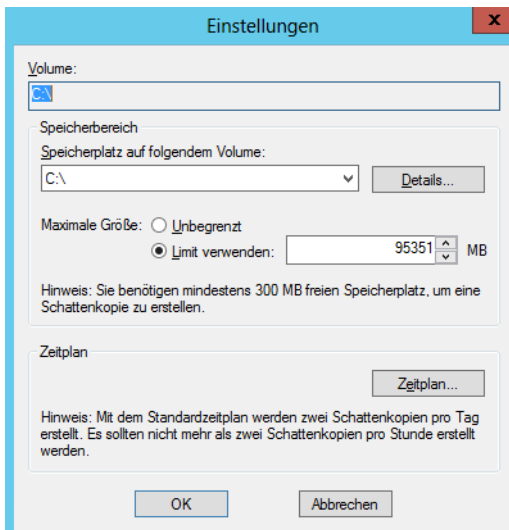 Einstellungen
x
Volume:
C:\
Speicherbereich
Speicherplatz auf folgendem Volume:
C:\
Details...
Maximale Größe:
Unbegrenzt
Limit verwenden:
95351
MB
Hinweis: Sie benötigen mindestens 300 MB freien Speicherplatz, um eine
Schattenkopie zu erstellen.
Zeitplan
Zeitplan...
Hinweis: Mit dem Standardzeitplan werden zwei Schattenkopien pro Tag
erstellt. Es sollten nicht mehr als zwei Schattenkopien pro Stunde erstellt
werden.
OK
Abbrechen